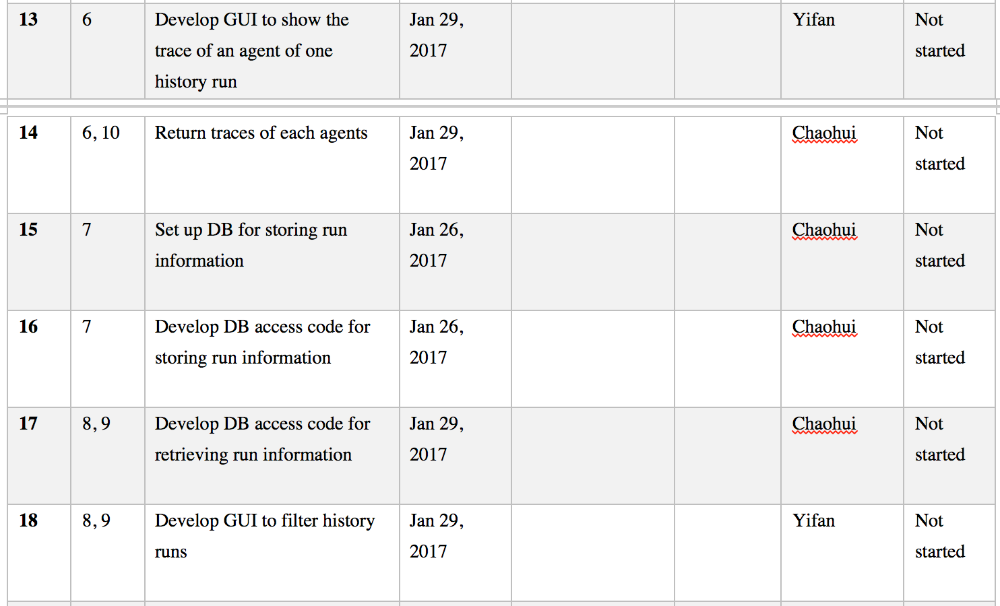 13 6 Develop GUI to show the Jan 29, Yifan Not
trace of an agent of one 2017 started
history run
14 6, 10 Return traces of each agents Jan 29, Chaohui Not
2017 started
15 7 Set up DB for storing run Jan 26, Chaohui Not
information 2017 started
16 7 Develop DB access code for Jan 26, Chaohui Not
storing run information 2017 started
17 8, 9 Develop DB access code for Jan 29, Chaohui Not
retrieving run information 2017 started
18 8, 9 Develop GUI to filter history Jan 29, Yifan Not
runs 2017 started